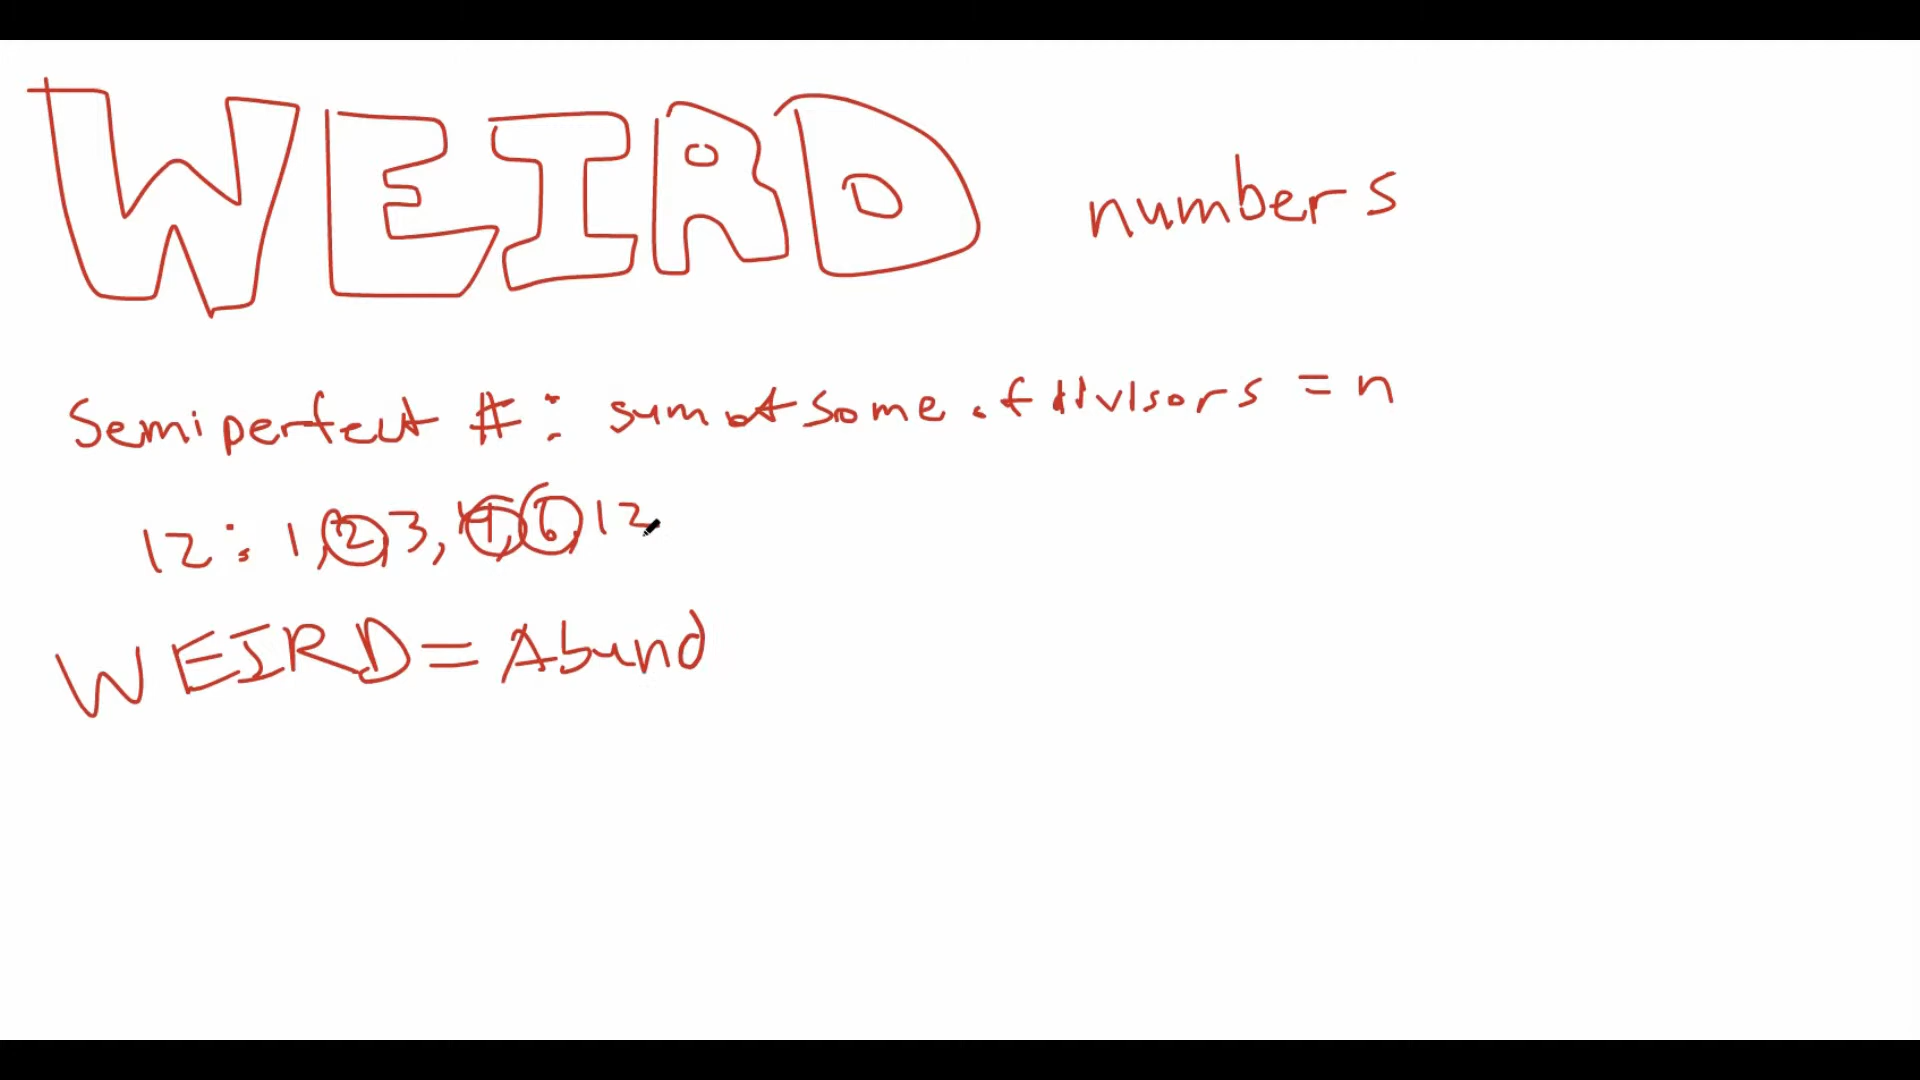 WEIRD numbers
Semiperfect #: sum of some of divisors = n
12: 1, 2, 3, 4, 6, 12
WEIRD = Abund